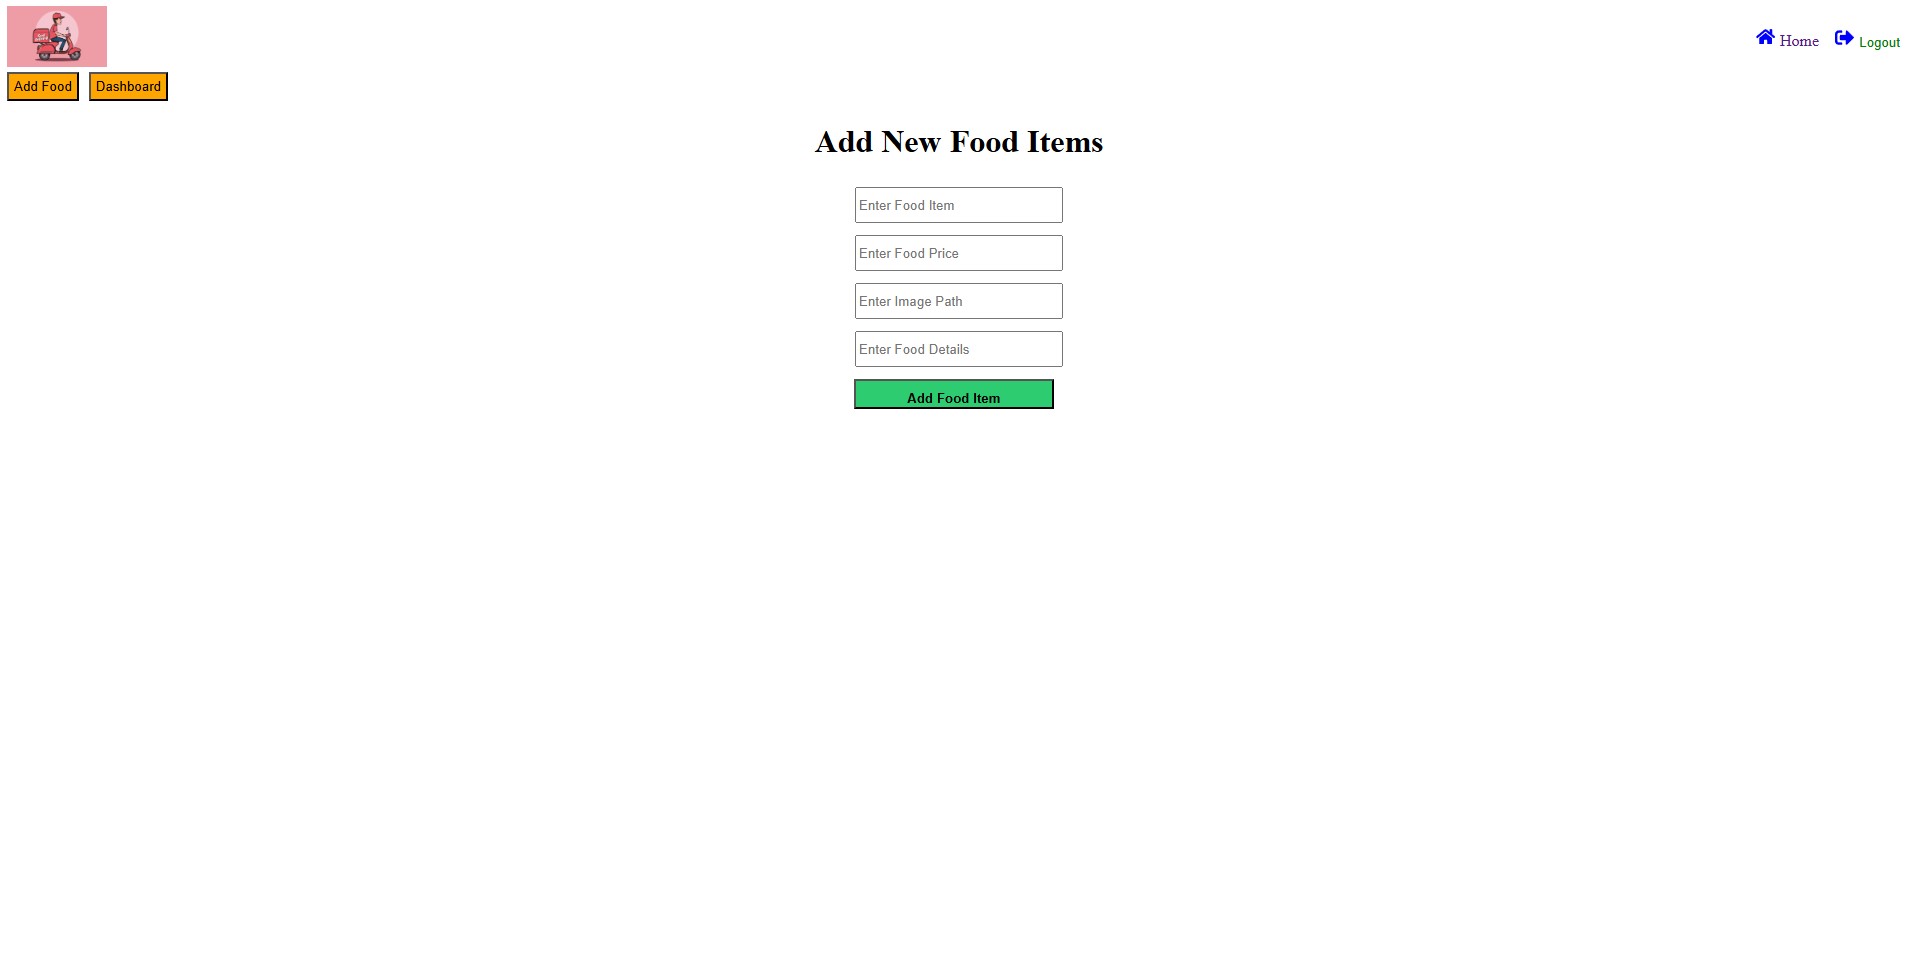 Home Logout
Add Food Dashboard
Add New Food Items
Enter Food Item
Enter Food Price
Enter Image Path
Enter Food Details
Add Food Item